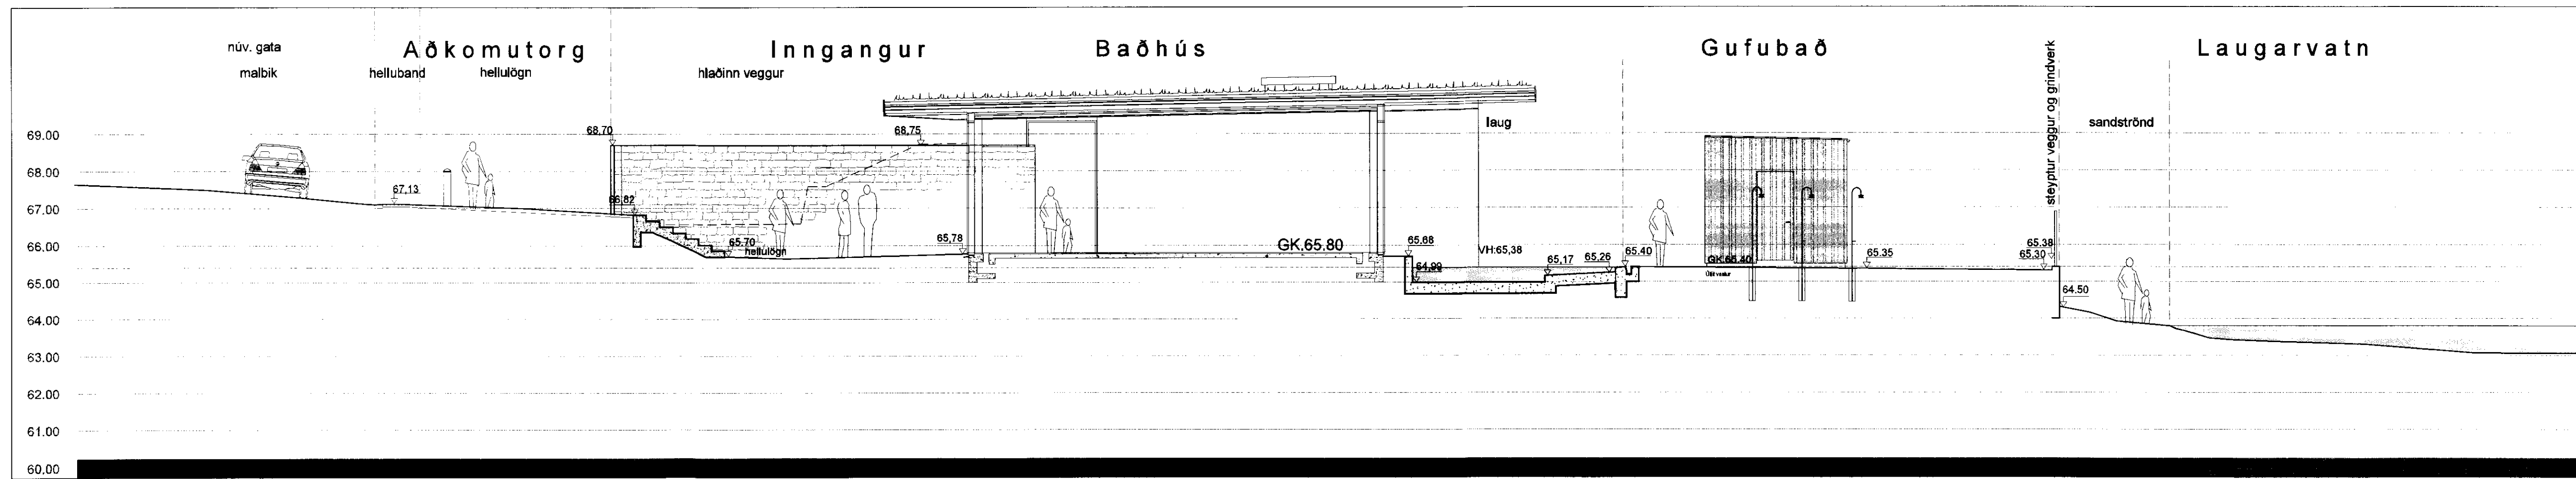 Aðkomutorg
Inngangur
Baðhús
Gufubað
Laugarvatn
núv. gata
malbik
helluband
hellulögn
hlaðinn veggur
laug
steyptur veggur og grindverk
sandströnd
69.00
68.00
67.00
66.00
65.00
64.00
63.00
62.00
61.00
60.00
67,13
68,70
66,82
65.70
hellulögn
68,75
65,78
GK.65.80
65,68
64,99
VH:65,38
65,17
65.26
65.40
GK.65.40
65.35
65.38
65.30
64.50